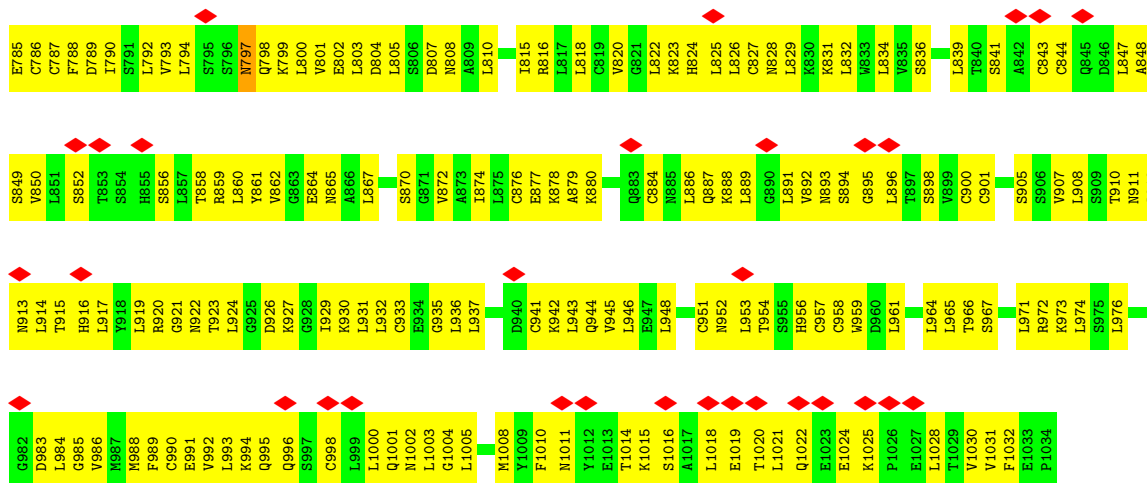 E785 C786 C787 F788 D789 I790 S791 L792 V793 L794 S795 S796 N797 Q798 K799 L800 V801 E802 L803 D804 L805 S806 D807 N808 A809 L810 I815 R816 L817 L818 C819 V820 G821 L822 K823 H824 L825 L826 C827 N828 L829 K830 K831 L832 W833 L834 V835 S836 L839 T840 S841 A842 C843 C844 Q845 D846 L847 A848
S849 V850 L851 S852 T853 S854 H855 S856 L857 T858 R859 L860 Y861 V862 G863 E864 N865 A866 L867 S870 G871 V872 A873 I874 L875 C876 E877 K878 A879 K880 Q883 C884 N885 L886 Q887 K888 L889 G890 L891 V892 N893 S894 G895 L896 T897 S898 V899 C900 C901 S905 S906 V907 L908 S909 T910 N911
N913 L914 T915 H916 L917 Y918 L919 R920 G921 N922 T923 L924 G925 D926 K927 G928 I929 K930 L931 L932 C933 E934 G935 L936 L937 D940 C941 K942 L943 Q944 V945 L946 E947 L948 C951 N952 L953 T954 S955 H956 C957 C958 W959 D960 L961 L964 L965 T966 S967 L971 R972 K973 L974 S975 L976
G982 D983 L984 G985 V986 M987 M988 F989 C990 E991 V992 L993 K994 Q995 Q996 S997 C998 L999 L1000 Q1001 N1002 L1003 G1004 L1005 M1008 Y1009 F1010 N1011 Y1012 E1013 T1014 K1015 S1016 A1017 L1018 E1019 T1020 L1021 Q1022 E1023 E1024 K1025 P1026 E1027 L1028 T1029 V1030 V1031 F1032 E1033 P1034